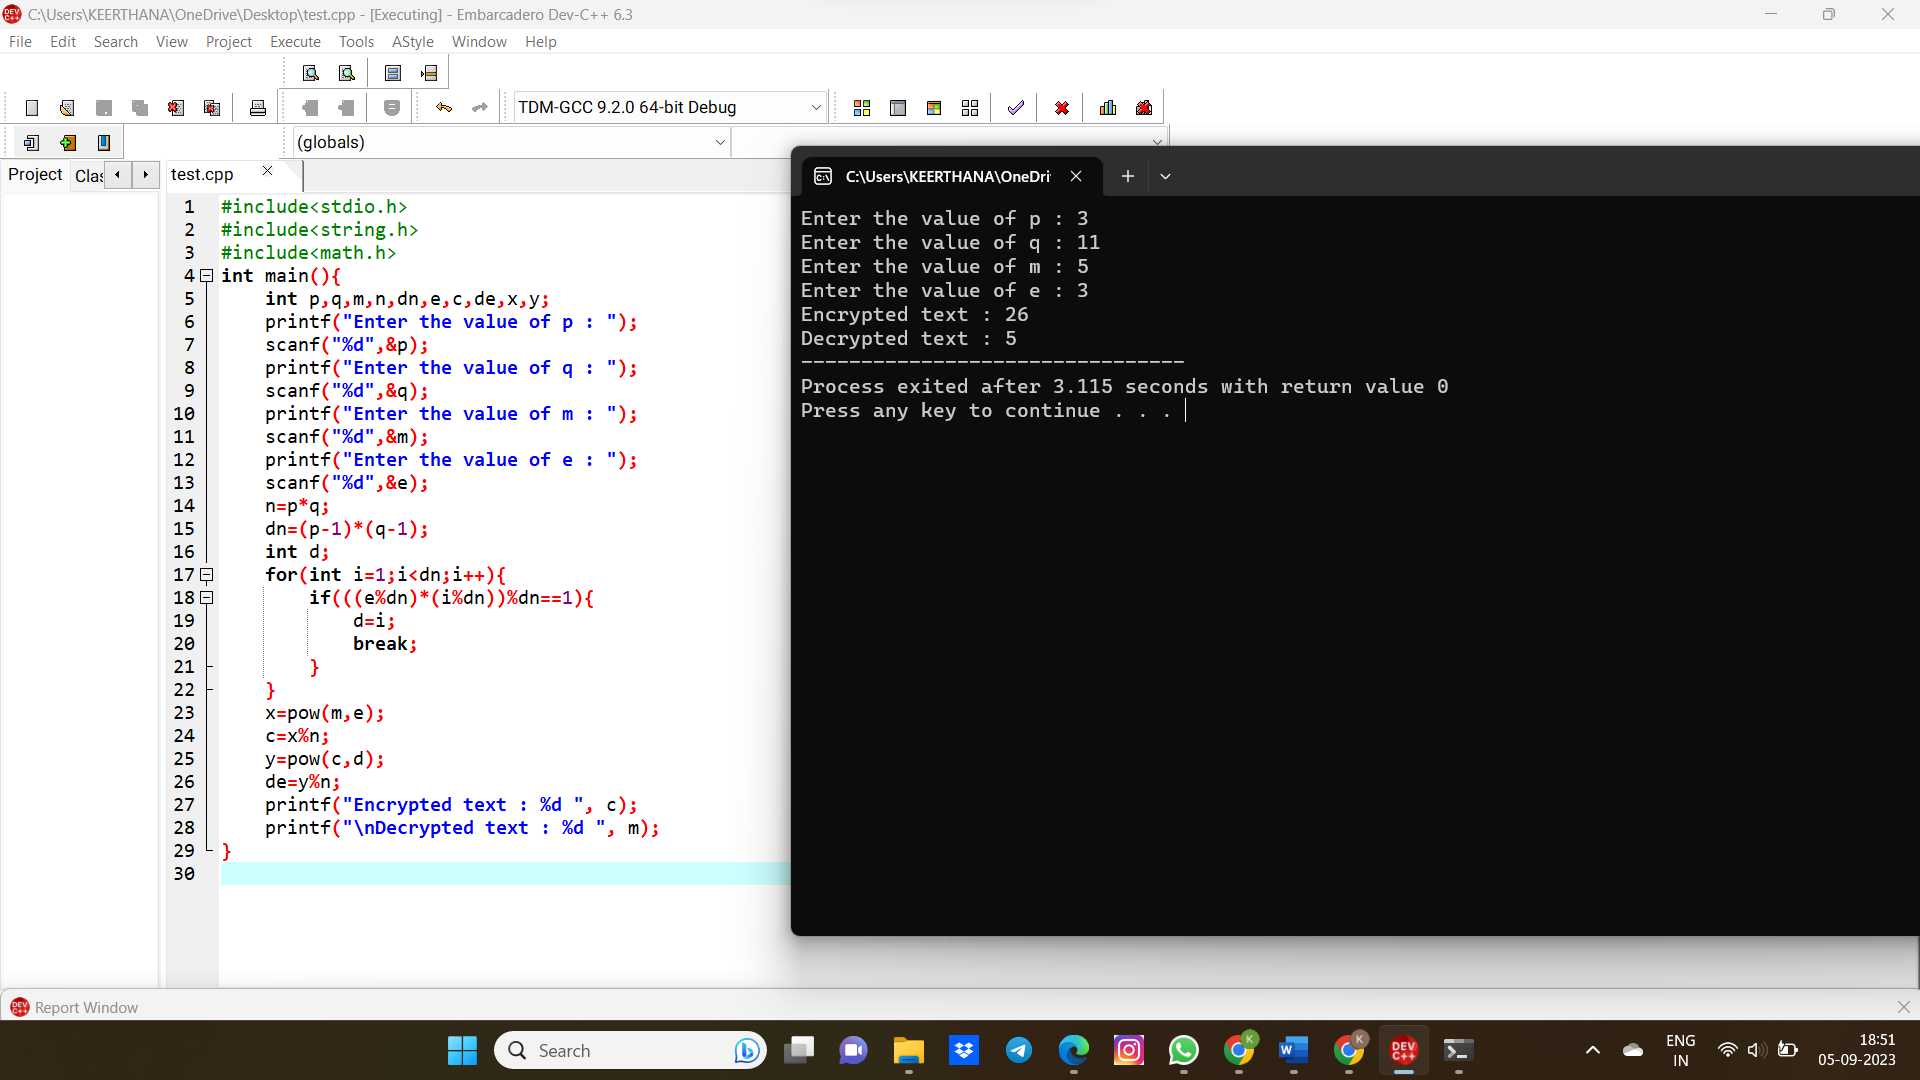 C:\Users\KEERTHANA\OneDrive\Desktop\test.cpp - [Executing] - Embarcadero Dev-C++ 6.3
File Edit Search View Project Execute Tools AStyle Window Help
TDM-GCC 9.2.0 64-bit Debug
(globals)
Project Clas test.cpp
1 #include<stdio.h>
2 #include<string.h>
3 #include<math.h>
4 int main(){
5 int p,q,m,n,dn,e,c,de,x,y;
6 printf("Enter the value of p : ");
7 scanf("%d",&p);
8 printf("Enter the value of q : ");
9 scanf("%d",&q);
10 printf("Enter the value of m : ");
11 scanf("%d",&m);
12 printf("Enter the value of e : ");
13 scanf("%d",&e);
14 n=p*q;
15 dn=(p-1)*(q-1);
16 int d;
17 for(int i=1;i<dn;i++){
18 if(((e%dn)*(i%dn))%dn==1){
19 d=i;
20 break;
21 }
22 }
23 x=pow(m,e);
24 c=x%n;
25 y=pow(c,d);
26 de=y%n;
27 printf("Encrypted text : %d ", c);
28 printf("\nDecrypted text : %d ", m);
29 }
30
C:\Users\KEERTHANA\OneDri
Enter the value of p : 3
Enter the value of q : 11
Enter the value of m : 5
Enter the value of e : 3
Encrypted text : 26
Decrypted text : 5
--------------------------------
Process exited after 3.115 seconds with return value 0
Press any key to continue . . .
Report Window
Search
ENG
IN
18:51
05-09-2023